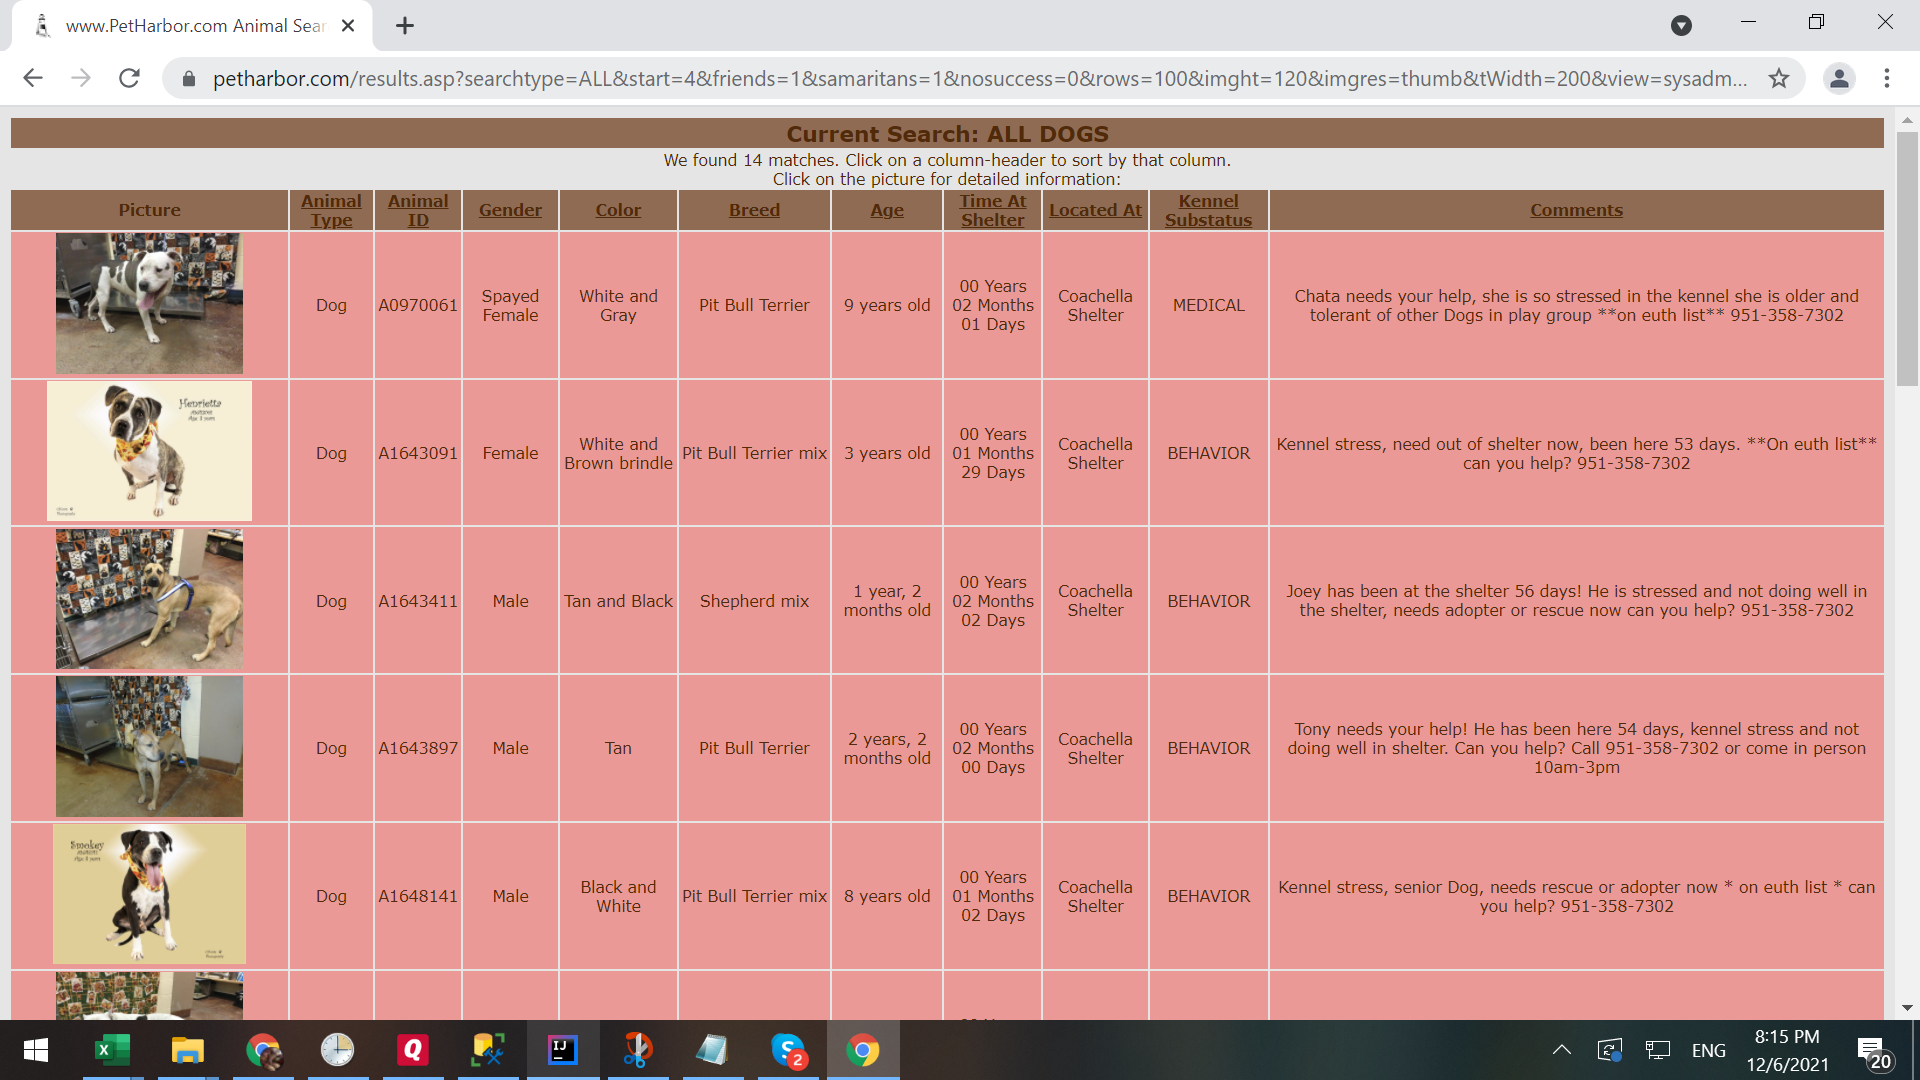 www.PetHarbor.com Animal Sear
petharbor.com/results.asp?searchtype=ALL&start=4&friends=1&samaritans=1&nosuccess=0&rows=100&imght=120&imgres=thumb&tWidth=200&view=sysadm...
Current Search: ALL DOGS
We found 14 matches. Click on a column-header to sort by that column.
Click on the picture for detailed information:
Picture
Animal
Type
Animal
ID
Gender
Color
Breed
Age
Time At
Shelter
Located At
Kennel
Substatus
Comments
Dog
A0970061
Spayed
Female
White and
Gray
Pit Bull Terrier
9 years old
00 Years
02 Months
01 Days
Coachella
Shelter
MEDICAL
Chata needs your help, she is so stressed in the kennel she is older and
tolerant of other Dogs in play group **on euth list** 951-358-7302
Henrietta
Dog
A1643091
Female
White and
Brown brindle
Pit Bull Terrier mix
3 years old
00 Years
01 Months
29 Days
Coachella
Shelter
BEHAVIOR
Kennel stress, need out of shelter now, been here 53 days. **On euth list**
can you help? 951-358-7302
Dog
A1643411
Male
Tan and Black
Shepherd mix
1 year, 2
months old
00 Years
02 Months
02 Days
Coachella
Shelter
BEHAVIOR
Joey has been at the shelter 56 days! He is stressed and not doing well in
the shelter, needs adopter or rescue now can you help? 951-358-7302
Dog
A1643897
Male
Tan
Pit Bull Terrier
2 years, 2
months old
00 Years
02 Months
00 Days
Coachella
Shelter
BEHAVIOR
Tony needs your help! He has been here 54 days, kennel stress and not
doing well in shelter. Can you help? Call 951-358-7302 or come in person
10am-3pm
Smokey
Dog
A1648141
Male
Black and
White
Pit Bull Terrier mix
8 years old
00 Years
01 Months
02 Days
Coachella
Shelter
BEHAVIOR
Kennel stress, senior Dog, needs rescue or adopter now * on euth list * can
you help? 951-358-7302
IJ
2
ENG
8:15 PM
12/6/2021
20